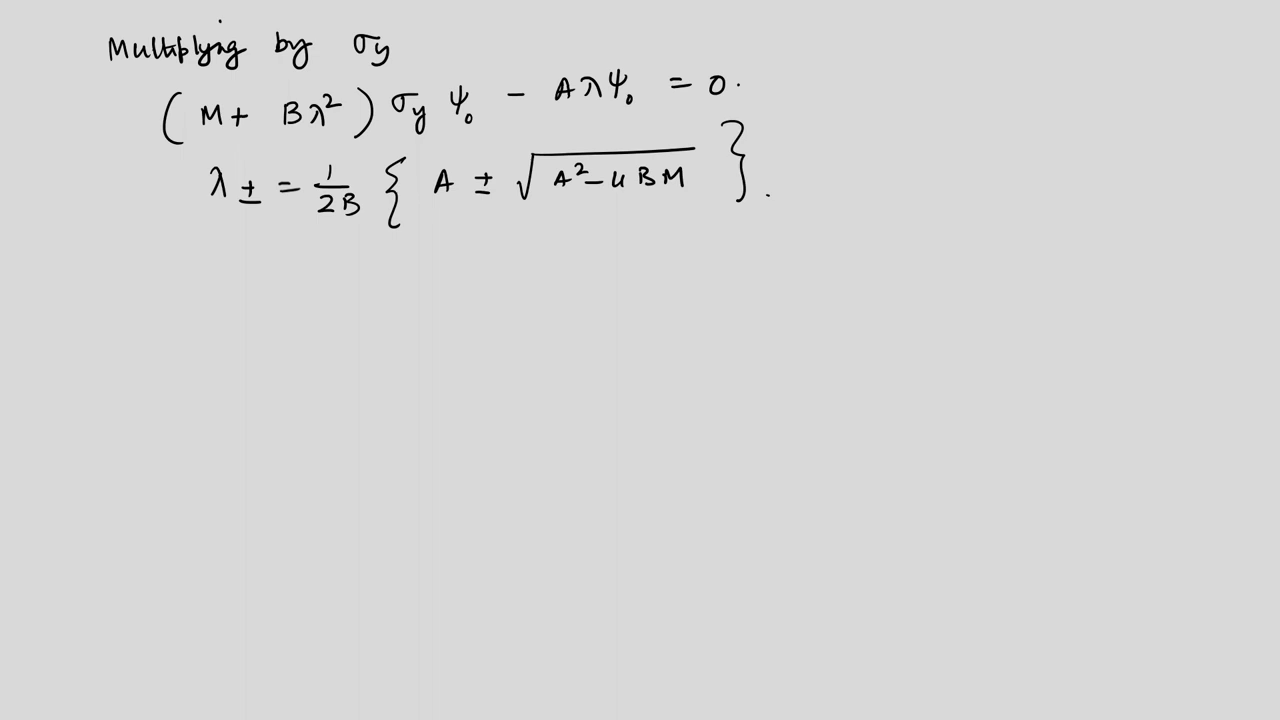 Multiplying by σy
(M + Bλ²) σy ψ₀ - Aλψ₀ = 0.
λ± = 1/2B { A ± √(A² - 4BM) }.